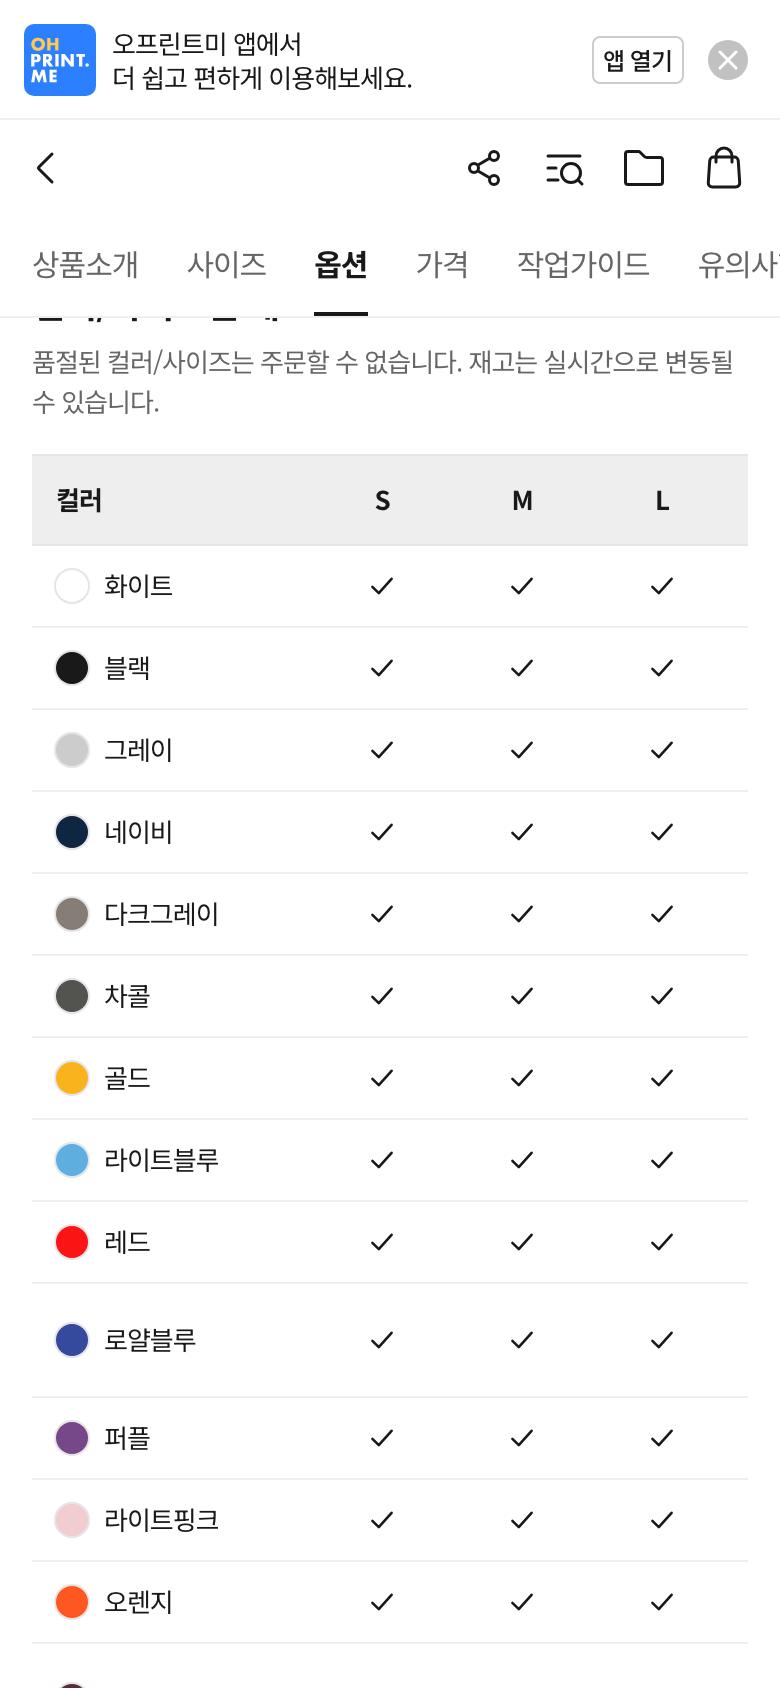 OH
PRINT.
ME
오프린트미 앱에서
더 쉽고 편하게 이용해보세요.
앱 열기
상품소개 사이즈 옵션 가격 작업가이드 유의사
품절된 컬러/사이즈는 주문할 수 없습니다. 재고는 실시간으로 변동될
수 있습니다.
컬러 S M L
화이트
블랙
그레이
네이비
다크그레이
차콜
골드
라이트블루
레드
로얄블루
퍼플
라이트핑크
오렌지